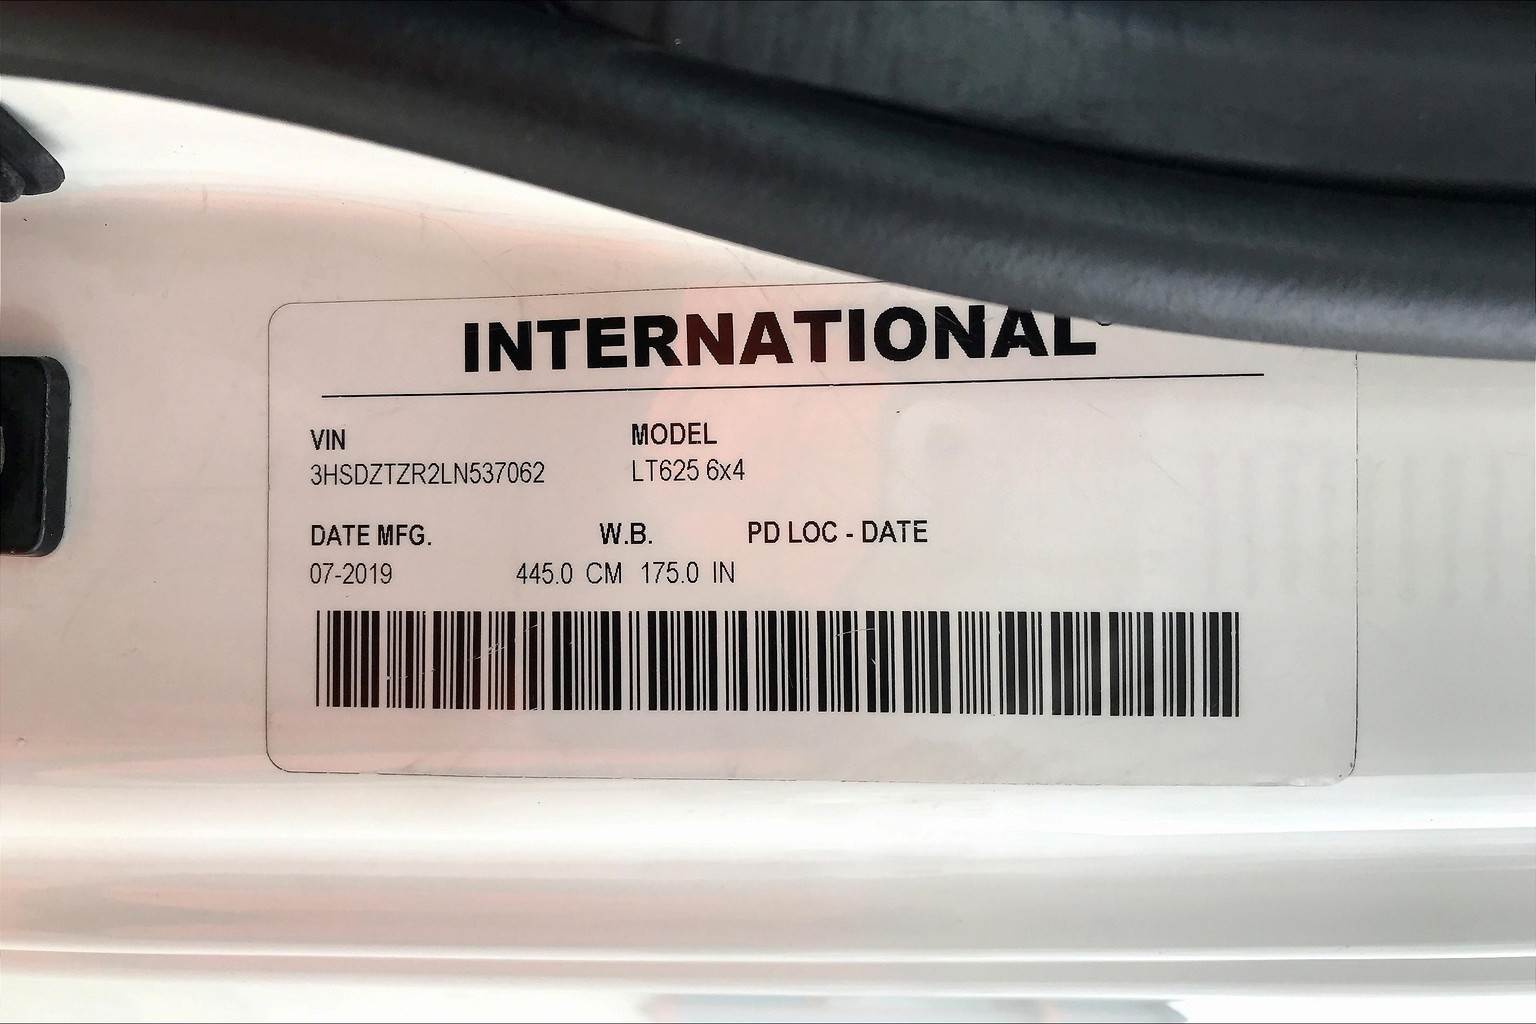 INTERNATIONAL
VIN MODEL
3HSDZTZR2LN537062 LT625 6x4
DATE MFG. W.B. PD LOC - DATE
07-2019 445.0 CM 175.0 IN